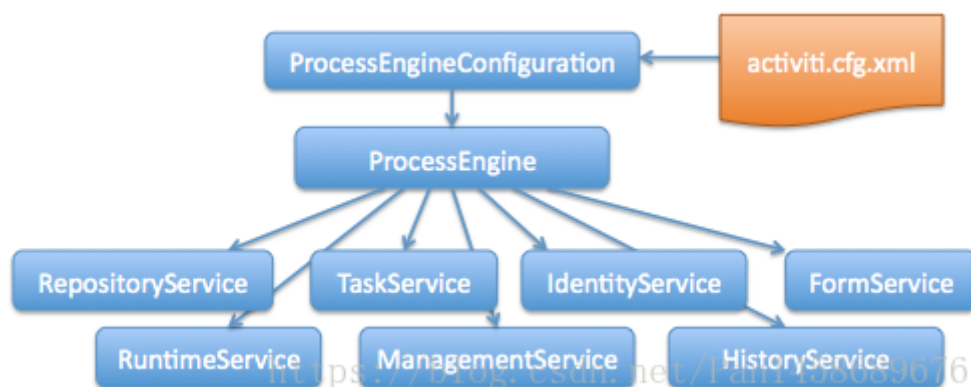 ProcessEngineConfiguration
activiti.cfg.xml
ProcessEngine
RepositoryService
TaskService
IdentityService
FormService
RuntimeService
ManagementService
HistoryService